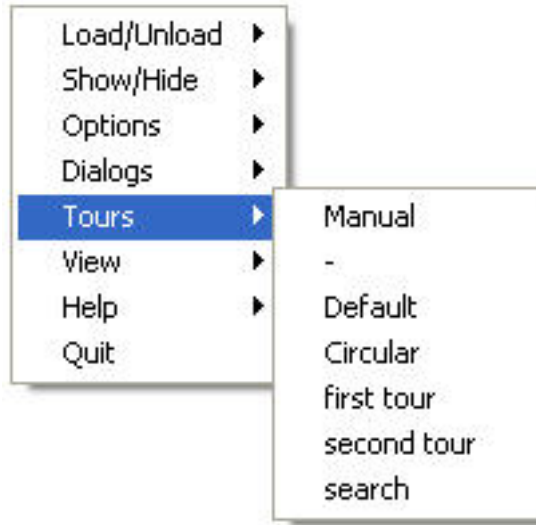 Load/Unload
Show/Hide
Options
Dialogs
Tours
View
Help
Quit
Manual
-
Default
Circular
first tour
second tour
search